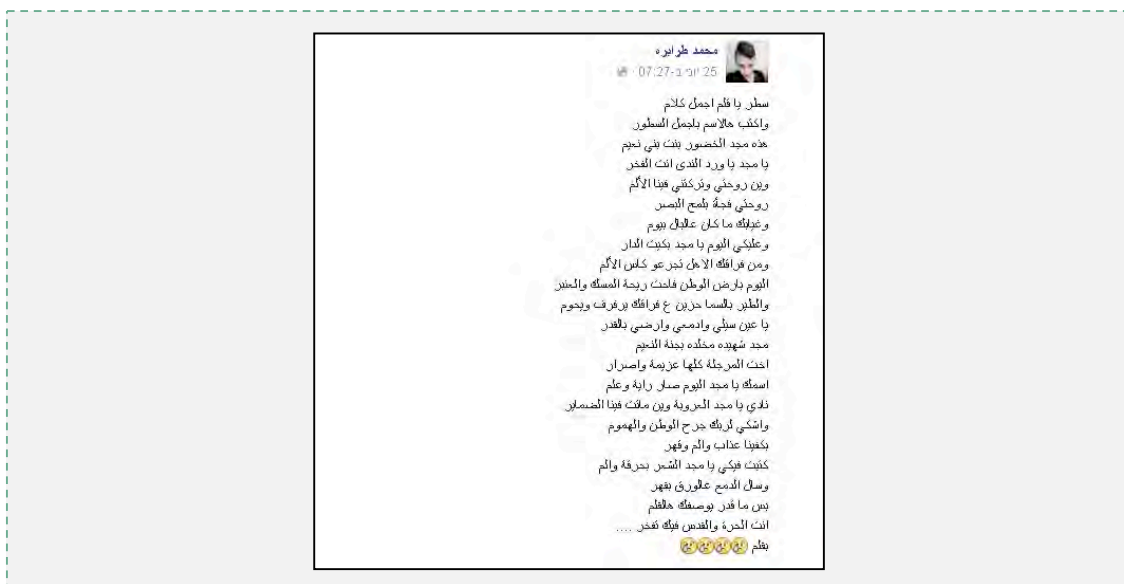 محمد طرايره
25 יוני ב-07:27
سطر يا قلم اجمل كلام
واكتب هالاسم باجمل السطور
هذه مجد الخضور بنت بني نعيم
يا مجد يا ورد الندى انت الفخر
وين روحتي وتركتي فينا الألم
روحتي فجأة بلمح البصر
وغيابك ما كان عالبال بيوم
وعليكي اليوم يا مجد بكيت الدار
ومن فراقك الاهل تجرعو كاس الألم
اليوم بارض الوطن فاحت ريحة المسك والعنبر
والطير بالسما حزين ع فراقك يرفرف ويحوم
يا عين سيلي وادمعي وارضي بالقدر
مجد شهيده مخلده بجنة النعيم
اخت المرجلة كلها عزيمة واصرار
اسمك يا مجد اليوم صار راية وعلم
نادي يا مجد العروبة وين ماتت فينا الضماير
واشكي لربك جرح الوطن والهموم
بكفينا عذاب والم وقهر
كتبت فيكي يا مجد الشعر بحرقة والم
وسال الدمع عالورق بقهر
بس ما قدر يوصفك هالقلم
انت الحرة والقدس فيك تفخر ....
بقلم